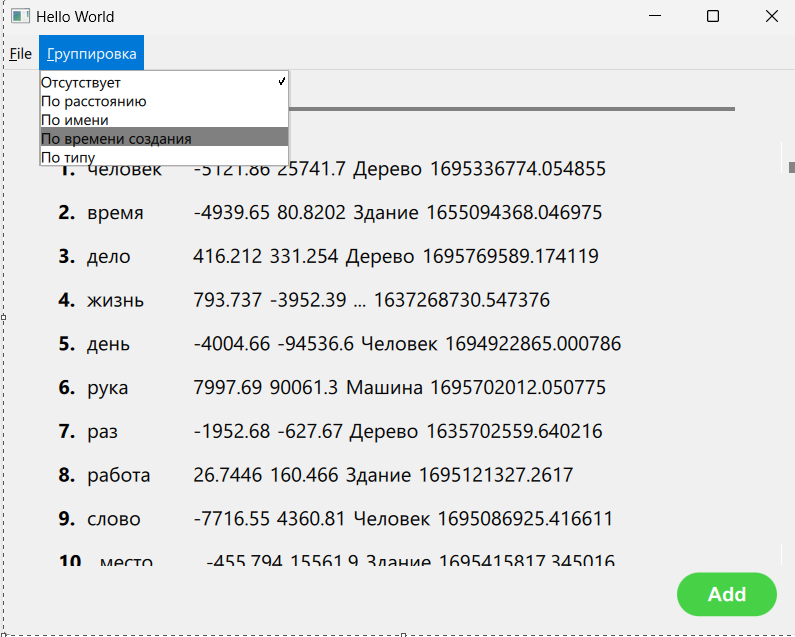 Hello World
File Группировка
Отсутствует
По расстоянию
По имени
По времени создания
По типу
1. человек -5121.86 25741.7 Дерево 1695336774.054855
2. время -4939.65 80.8202 Здание 1655094368.046975
3. дело 416.212 331.254 Дерево 1695769589.174119
4. жизнь 793.737 -3952.39 ... 1637268730.547376
5. день -4004.66 -94536.6 Человек 1694922865.000786
6. рука 7997.69 90061.3 Машина 1695702012.050775
7. раз -1952.68 -627.67 Дерево 1635702559.640216
8. работа 26.7446 160.466 Здание 1695121327.2617
9. слово -7716.55 4360.81 Человек 1695086925.416611
10. место -455.794 15561.9 Здание 1695415817.345016
Add